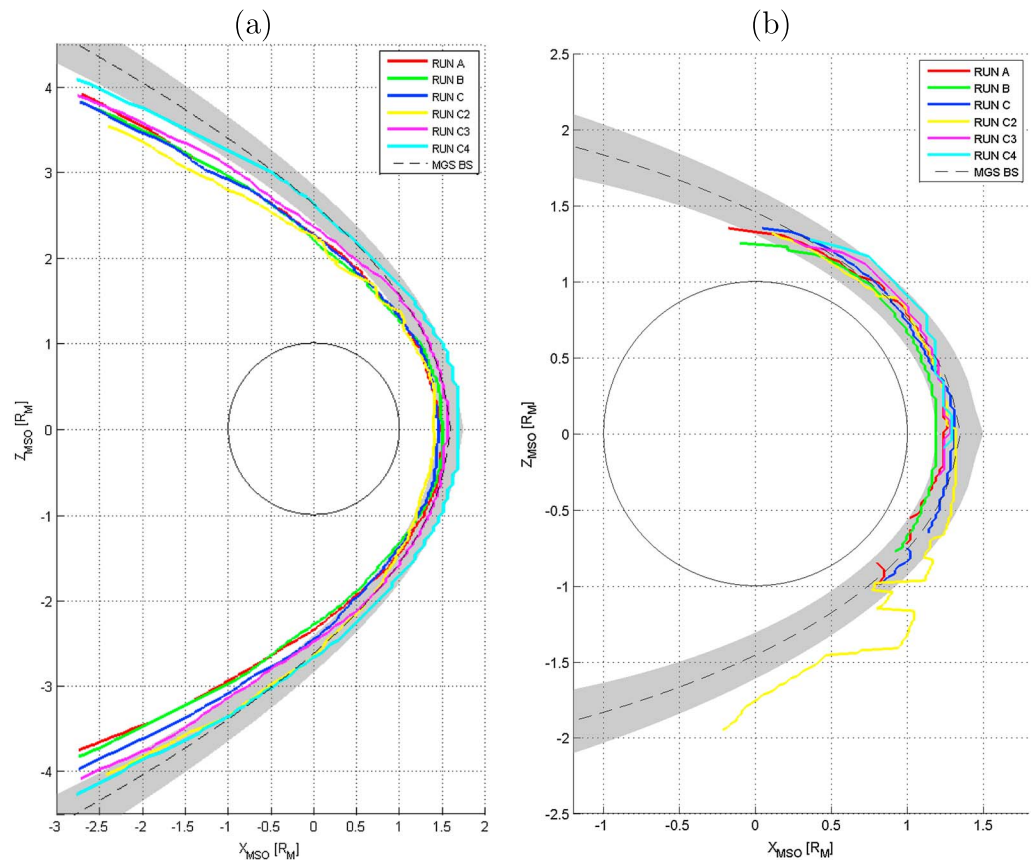 (a)
(b)
RUN A
RUN B
RUN C
RUN C2
RUN C3
RUN C4
MGS BS
4
3
2
1
0
-1
-2
-3
-4
Z_MSO [R_M]
-3
-2.5
-2
-1.5
-1
-0.5
0
0.5
1
1.5
2
X_MSO [R_M]
RUN A
RUN B
RUN C
RUN C2
RUN C3
RUN C4
MGS BS
2.5
2
1.5
1
0.5
0
-0.5
-1
-1.5
-2
-2.5
Z_MSO [R_M]
-1
-0.5
0
0.5
1
1.5
X_MSO [R_M]